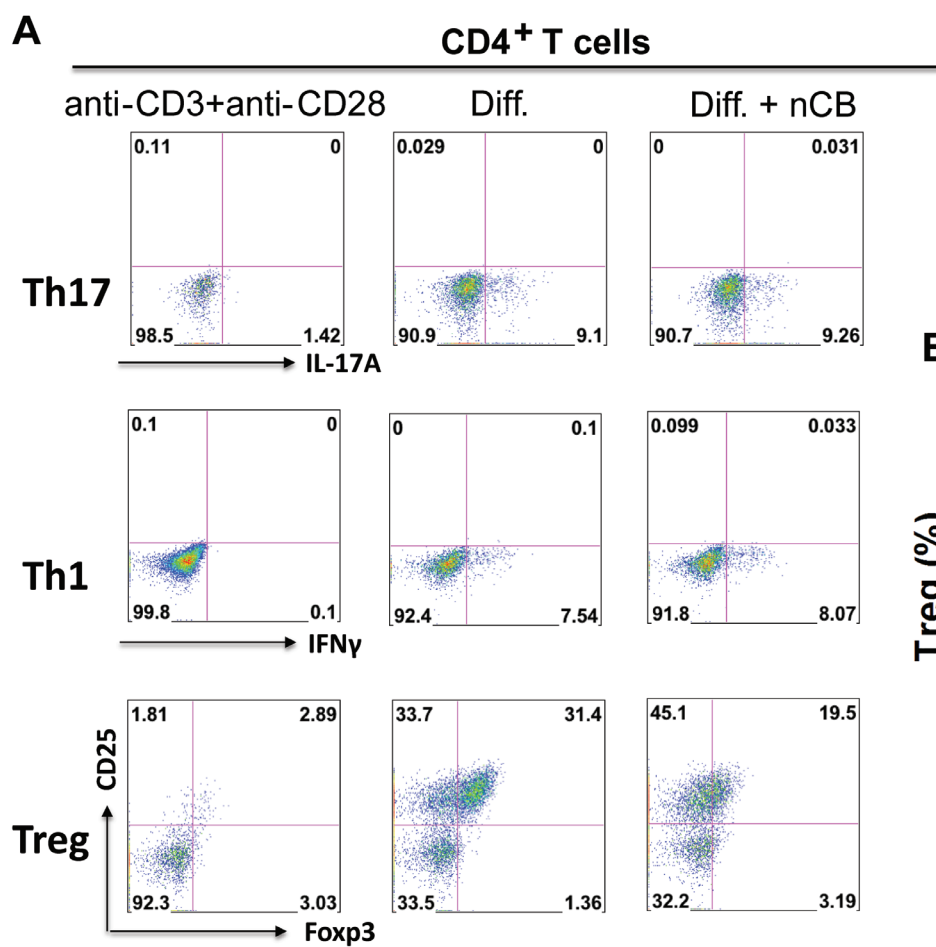 A
CD4+ T cells
anti-CD3+anti-CD28 Diff. Diff. + nCB
0.11 0 0.029 0 0 0.031
Th17
98.5 1.42 90.9 9.1 90.7 9.26
IL-17A
0.1 0 0 0.1 0.099 0.033
Th1
99.8 0.1 92.4 7.54 91.8 8.07
IFNγ
Treg (%)
1.81 2.89 33.7 31.4 45.1 19.5
CD25
Treg
92.3 3.03 33.5 1.36 32.2 3.19
Foxp3